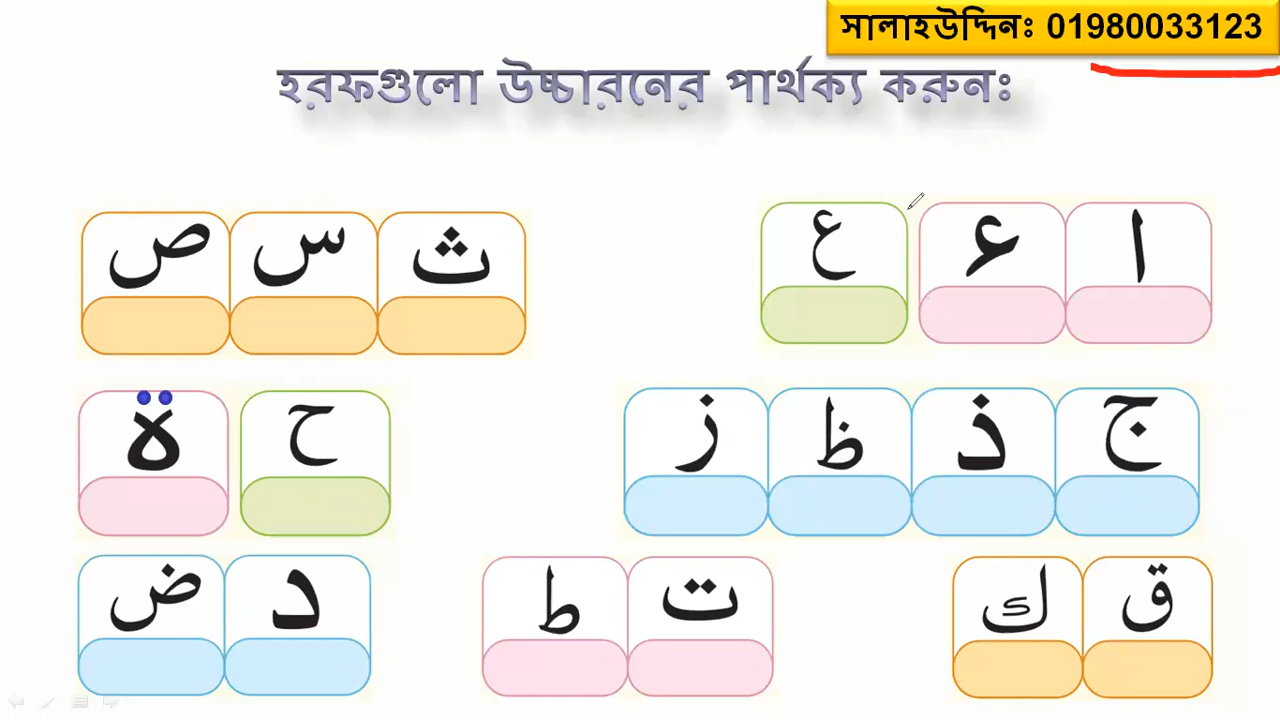 সালাহউদ্দিনঃ 01980033123
হরফগুলো উচ্চারনের পার্থক্য করুনঃ
ا ء ع
ث س ص
ج ذ ظ ز
ح ة
ق ك
ت ط
د ض